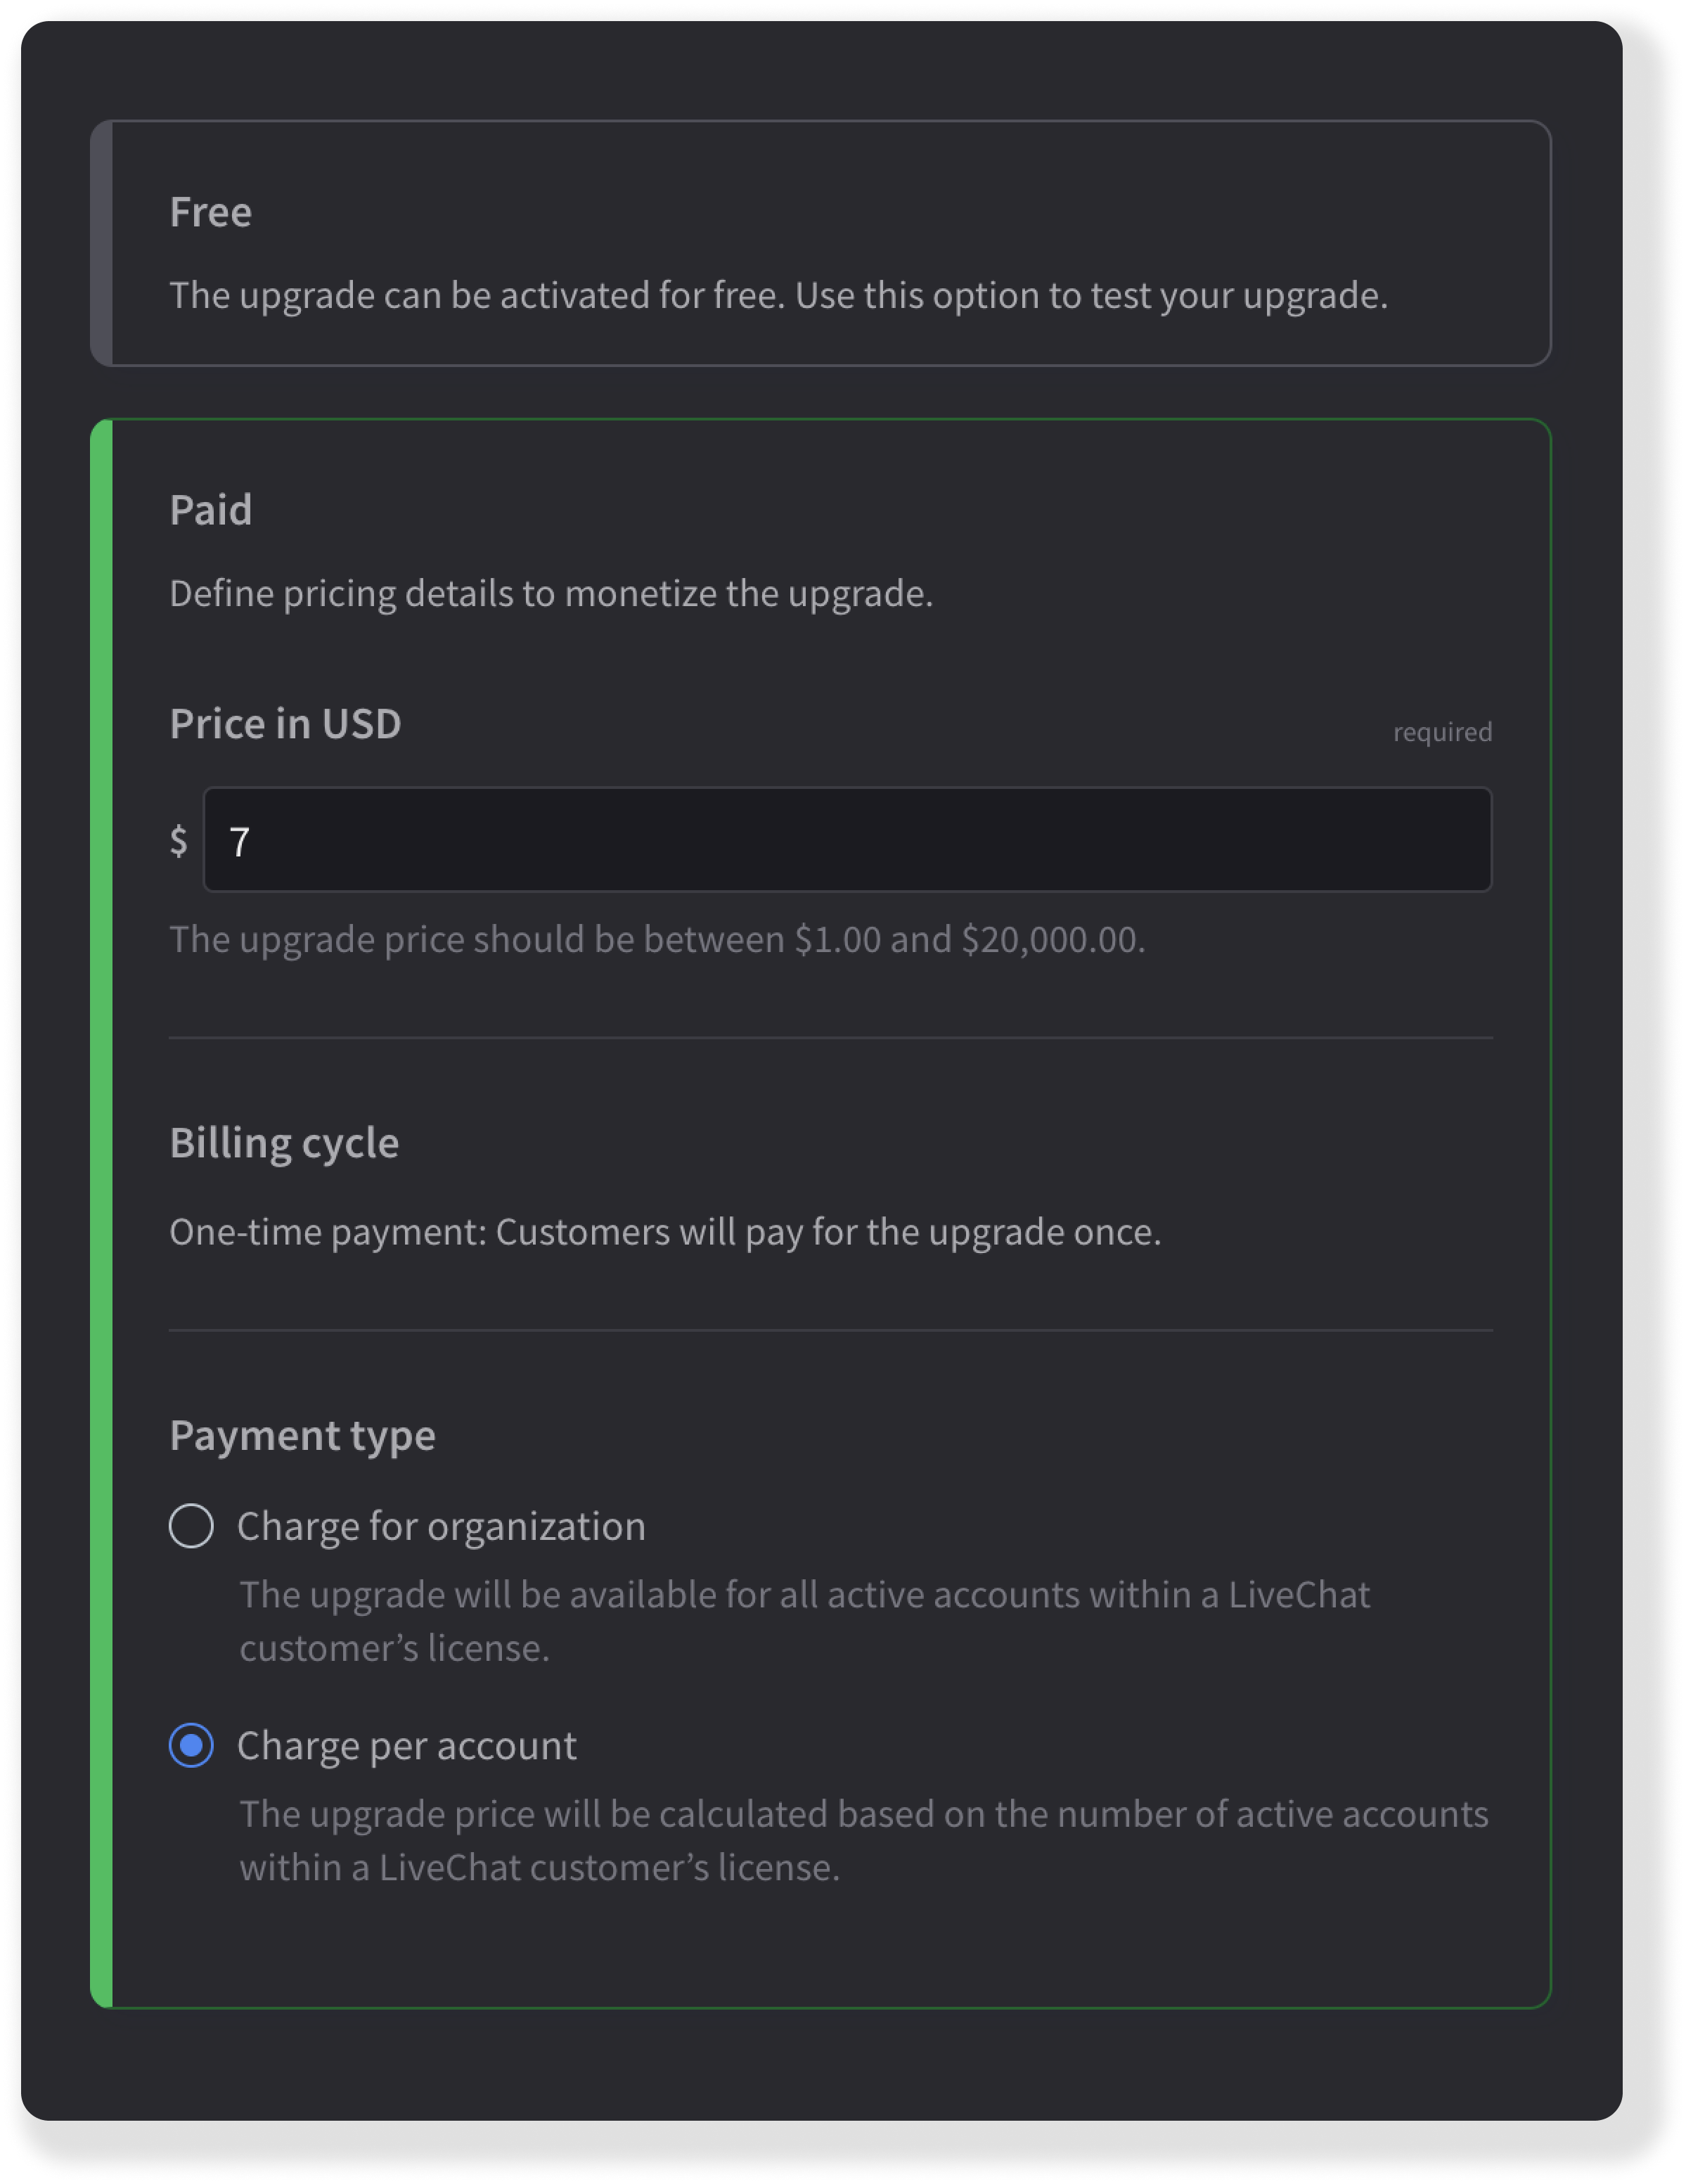 Free
The upgrade can be activated for free. Use this option to test your upgrade.
Paid
Define pricing details to monetize the upgrade.
Price in USD
required
$ 7
The upgrade price should be between $1.00 and $20,000.00.
Billing cycle
One-time payment: Customers will pay for the upgrade once.
Payment type
Charge for organization
The upgrade will be available for all active accounts within a LiveChat
customer’s license.
Charge per account
The upgrade price will be calculated based on the number of active accounts
within a LiveChat customer’s license.